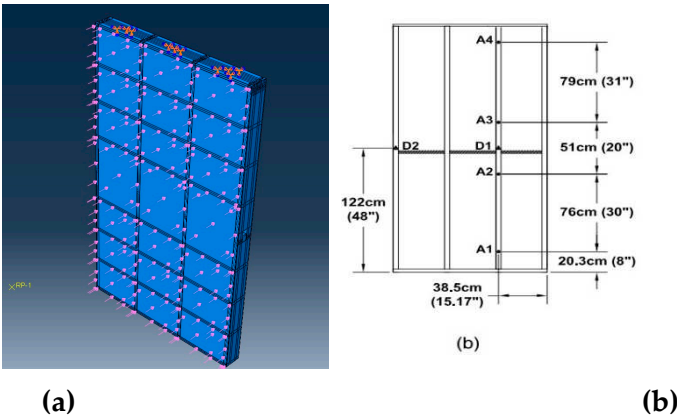 RP-1
A4
79cm (31")
A3
D2
D1
51cm (20")
A2
122cm
(48")
76cm (30")
A1
20.3cm (8")
38.5cm
(15.17")
(b)
(a)
(b)